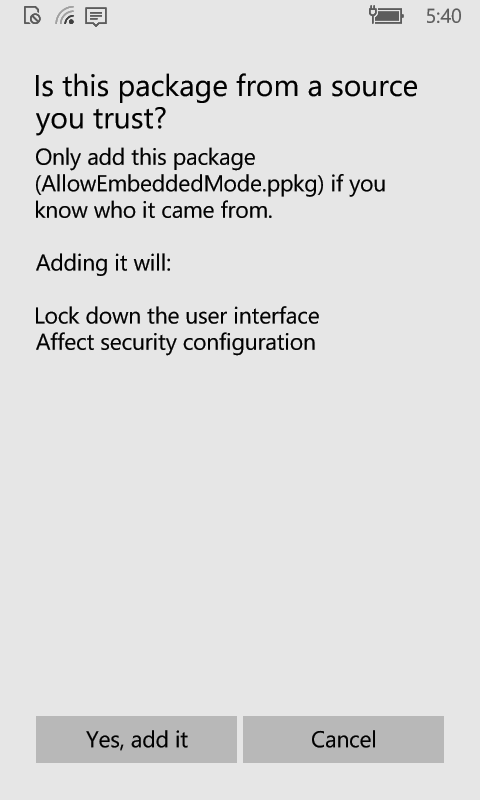 5:40
Is this package from a source
you trust?
Only add this package
(AllowEmbeddedMode.ppkg) if you
know who it came from.
Adding it will:
Lock down the user interface
Affect security configuration
Yes, add it
Cancel